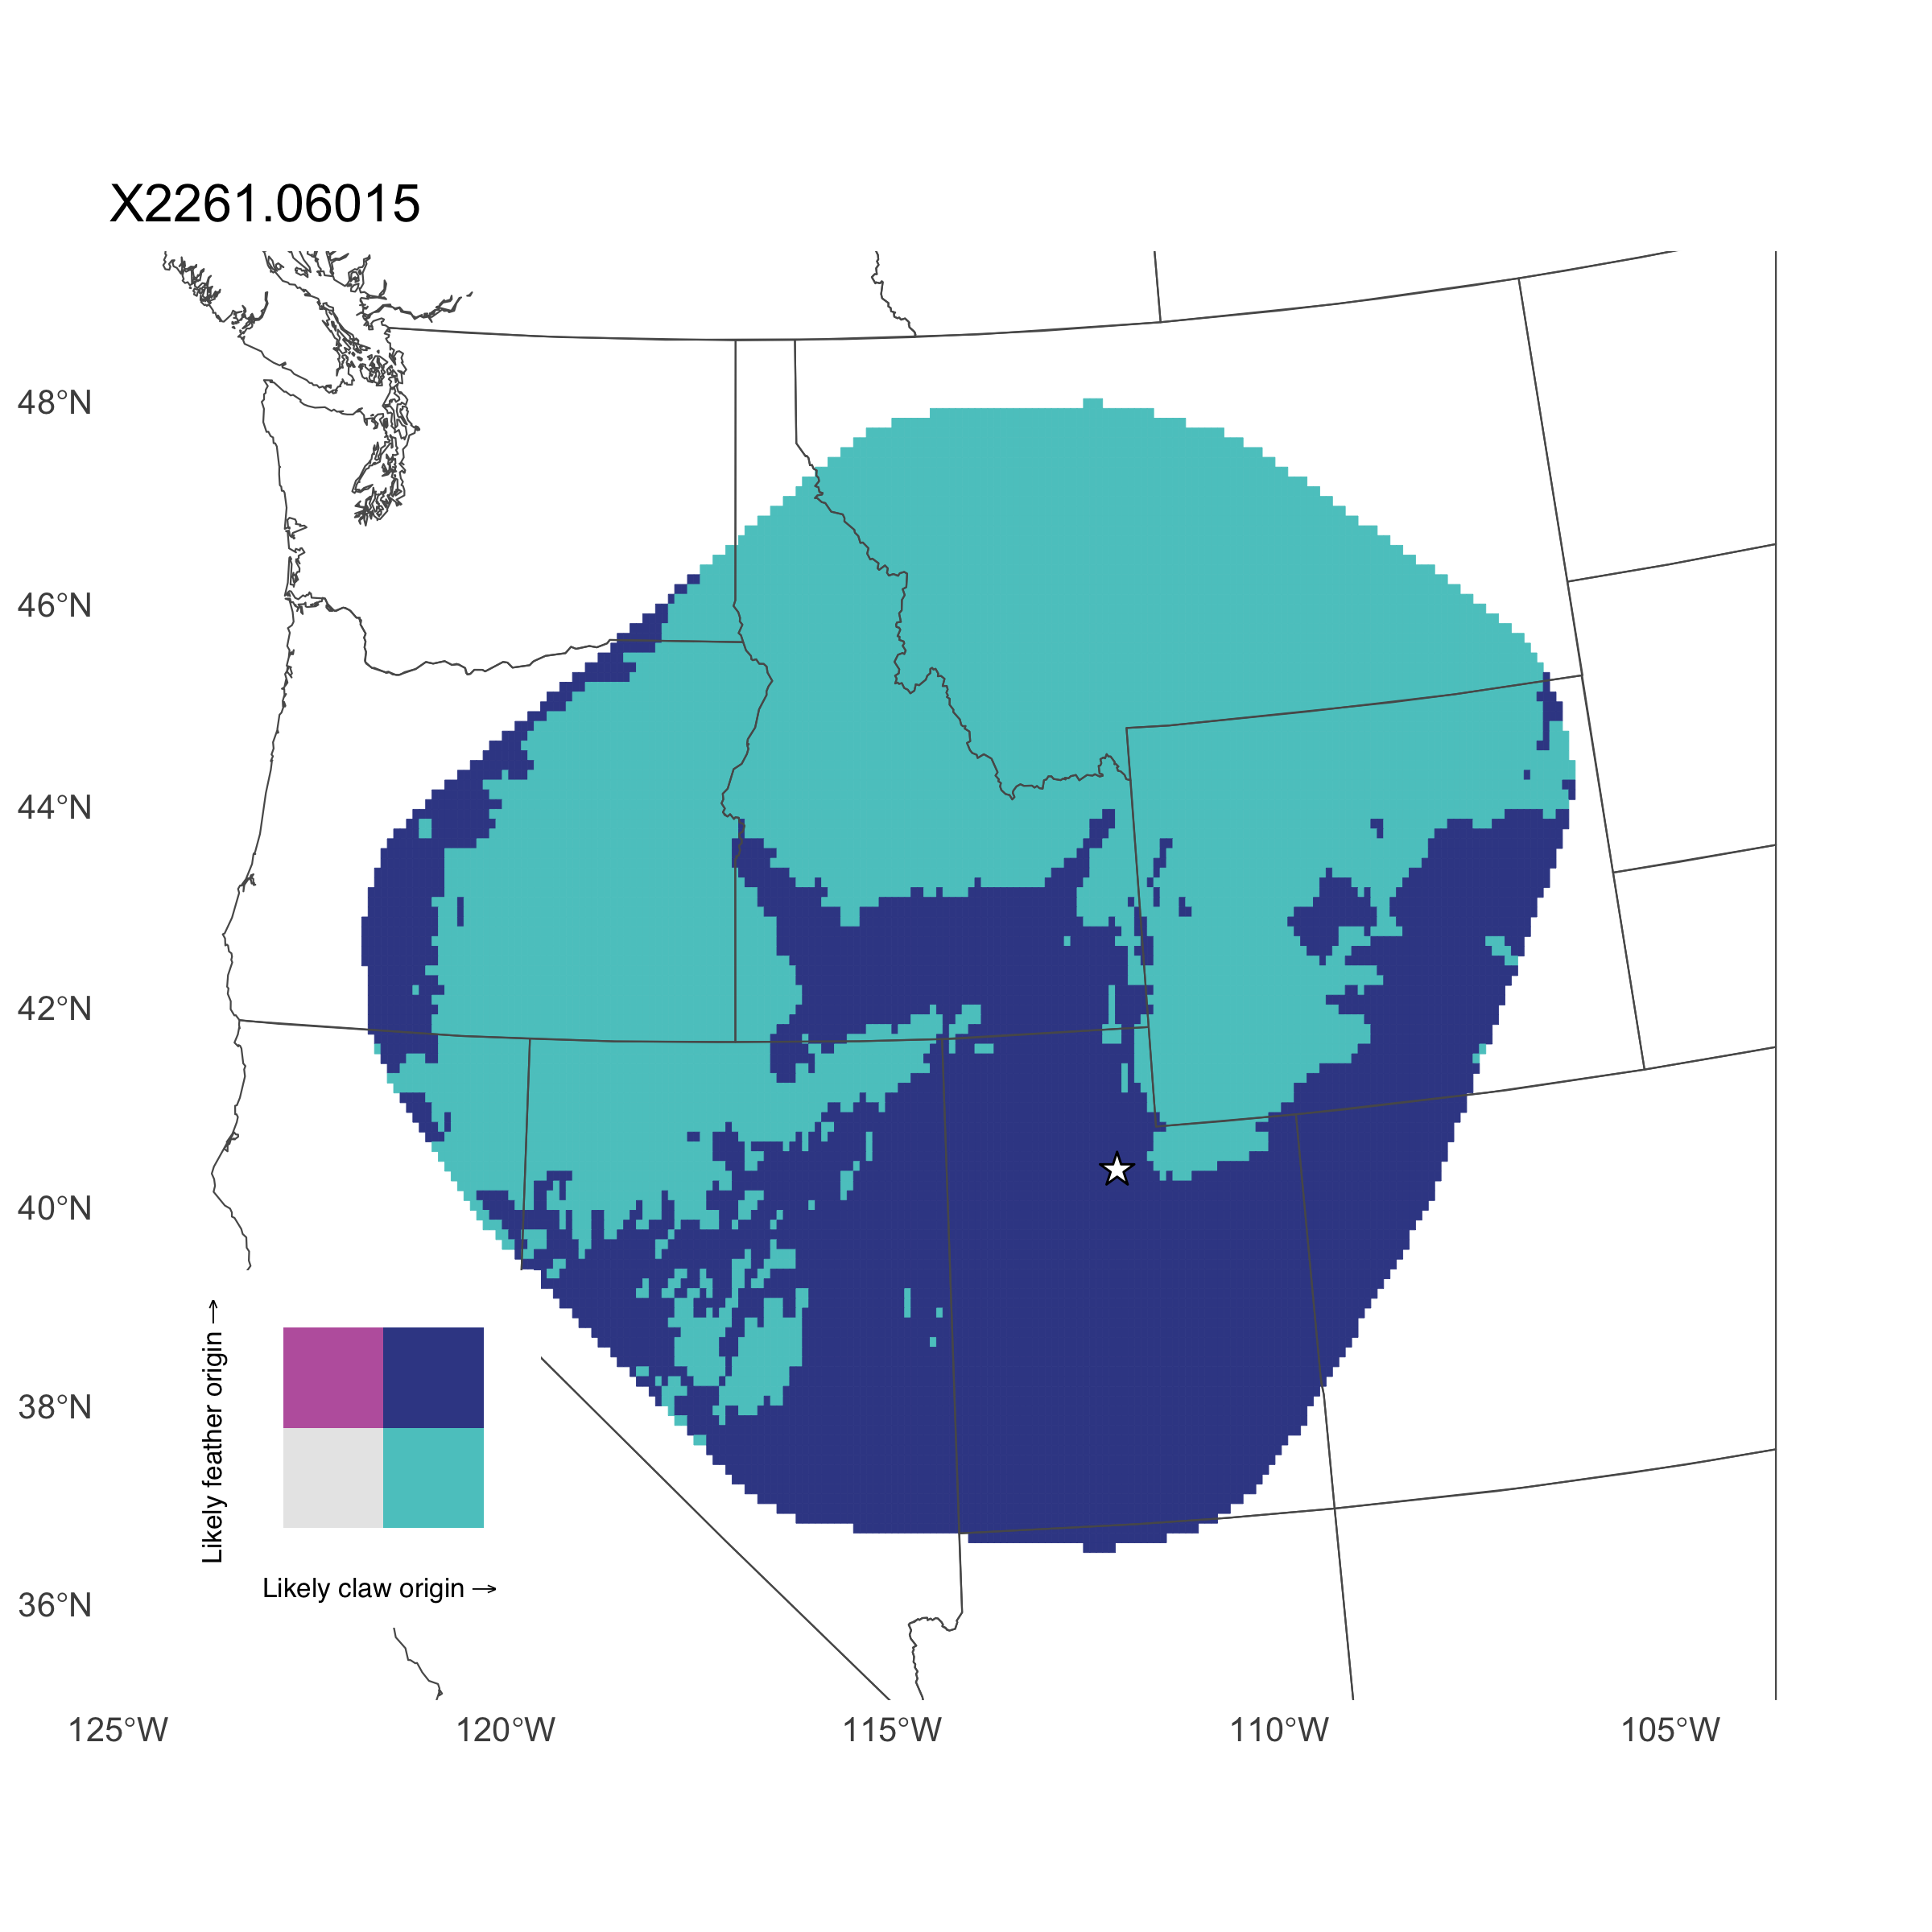 X2261.06015
48°N
46°N
44°N
42°N
40°N
38°N
36°N
Likely feather origin →
Likely claw origin →
125°W 120°W 115°W 110°W 105°W